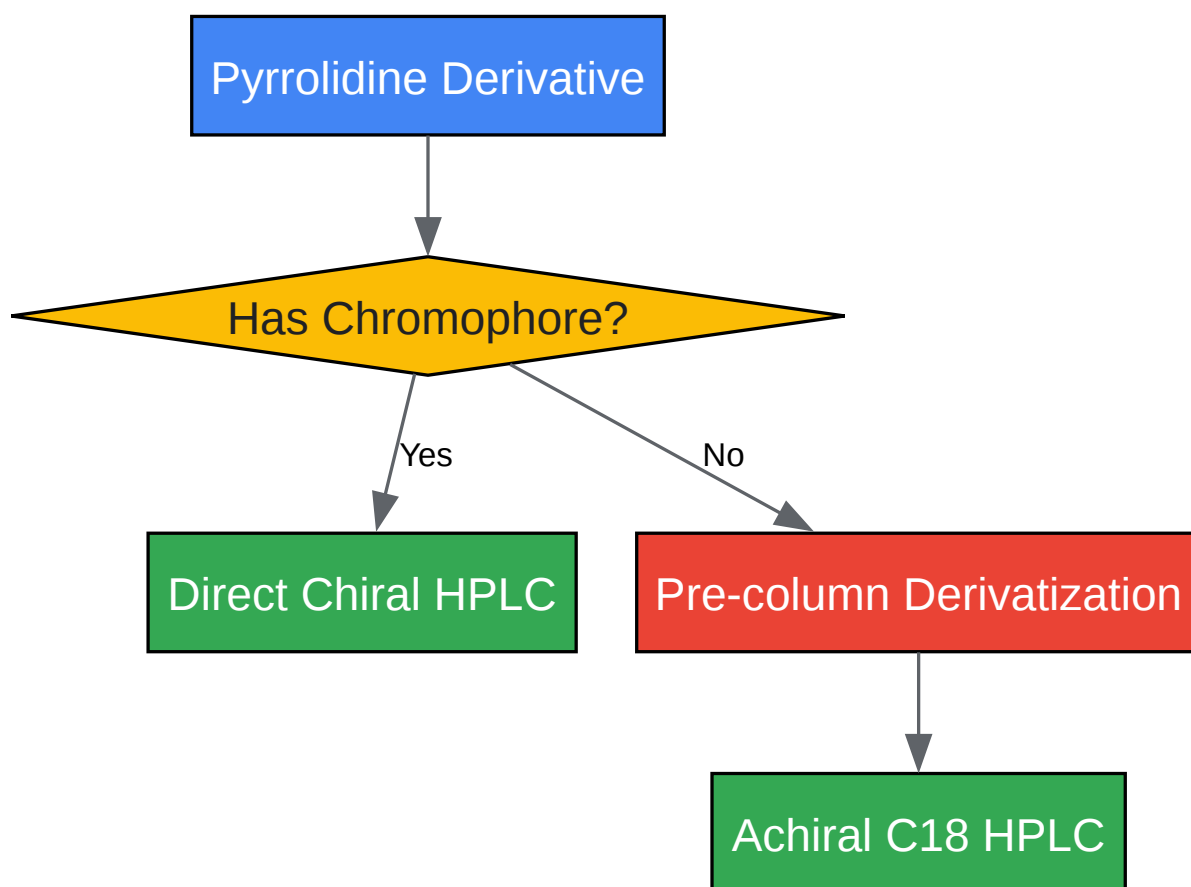 Pyrrolidine Derivative
Has Chromophore?
Yes
No
Direct Chiral HPLC
Pre-column Derivatization
Achiral C18 HPLC